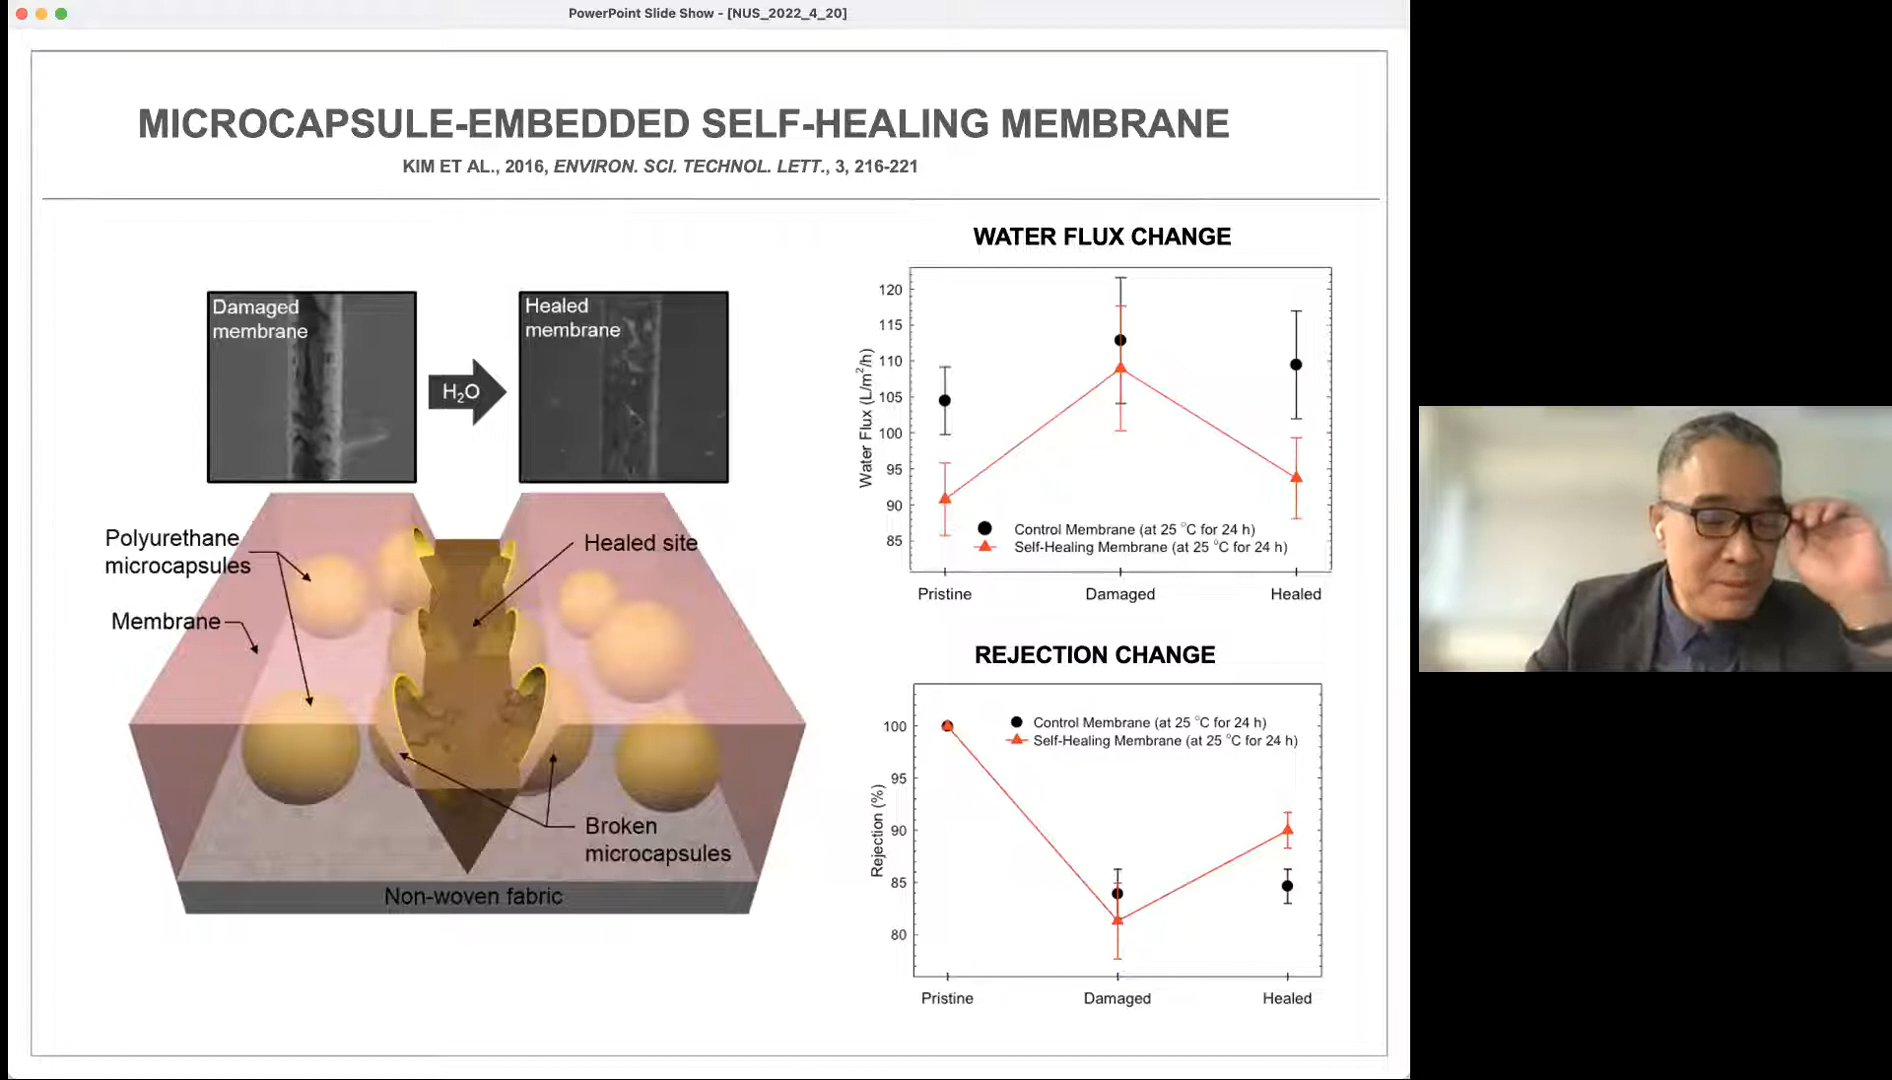 PowerPoint Slide Show - [NUS_2022_4_20]
MICROCAPSULE-EMBEDDED SELF-HEALING MEMBRANE
KIM ET AL., 2016, ENVIRON. SCI. TECHNOL. LETT., 3, 216-221
Damaged
membrane
H₂O
Healed
membrane
Polyurethane
microcapsules
Membrane
Healed site
Broken
microcapsules
Non-woven fabric
WATER FLUX CHANGE
Water Flux (L/m²/h)
120
115
110
105
100
95
90
85
Control Membrane (at 25 °C for 24 h)
Self-Healing Membrane (at 25 °C for 24 h)
Pristine
Damaged
Healed
REJECTION CHANGE
Rejection (%)
100
95
90
85
80
Control Membrane (at 25 °C for 24 h)
Self-Healing Membrane (at 25 °C for 24 h)
Pristine
Damaged
Healed